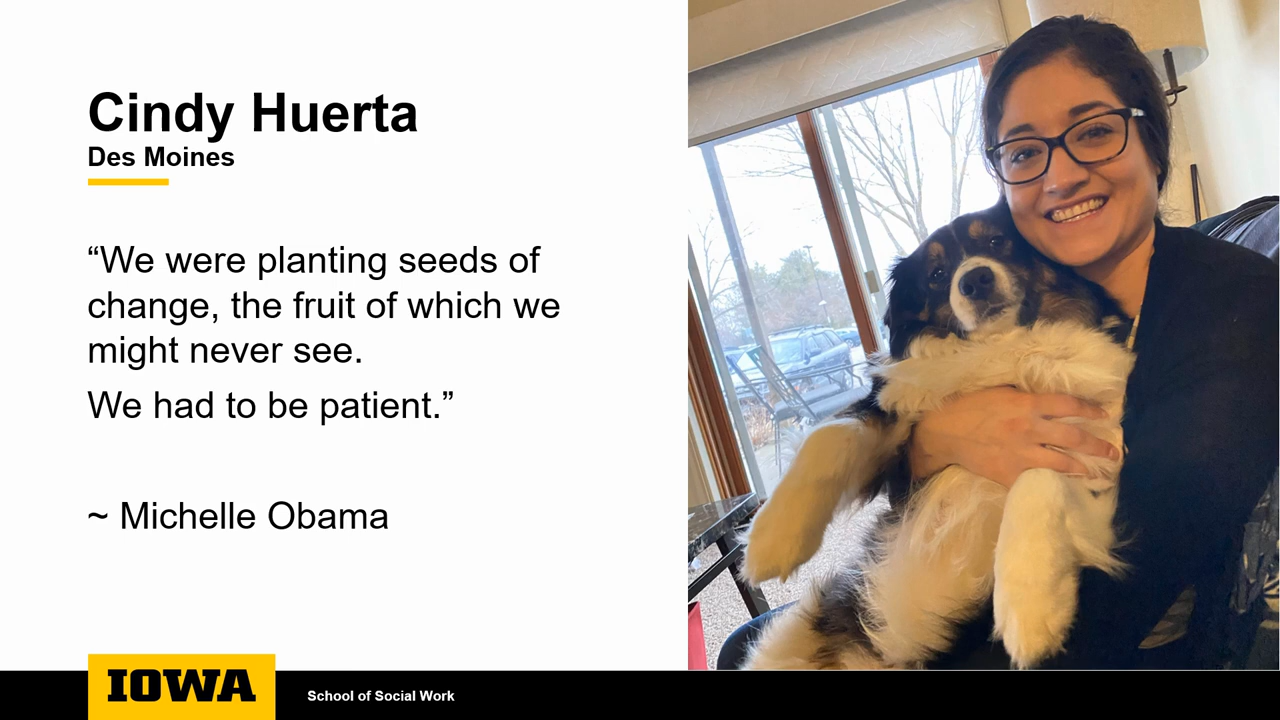 Cindy Huerta
Des Moines
“We were planting seeds of
change, the fruit of which we
might never see.
We had to be patient.”
~ Michelle Obama
IOWA
School of Social Work